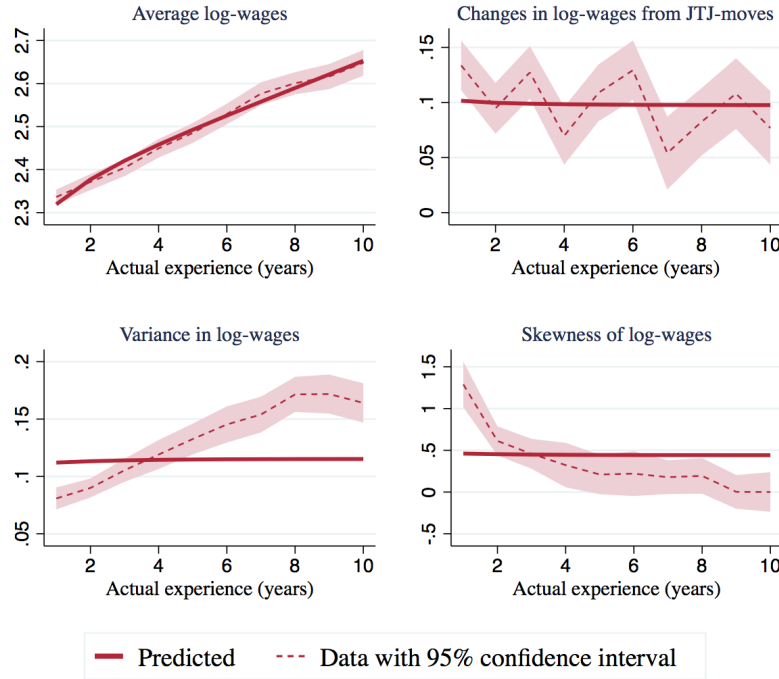 Average log-wages
2.3 2.4 2.5 2.6 2.7
2 4 6 8 10
Actual experience (years)
Changes in log-wages from JTJ-moves
0 .05 .1 .15
2 4 6 8 10
Actual experience (years)
Variance in log-wages
.05 .1 .15 .2
2 4 6 8 10
Actual experience (years)
Skewness of log-wages
-.5 0 .5 1 1.5
2 4 6 8 10
Actual experience (years)
Predicted Data with 95% confidence interval